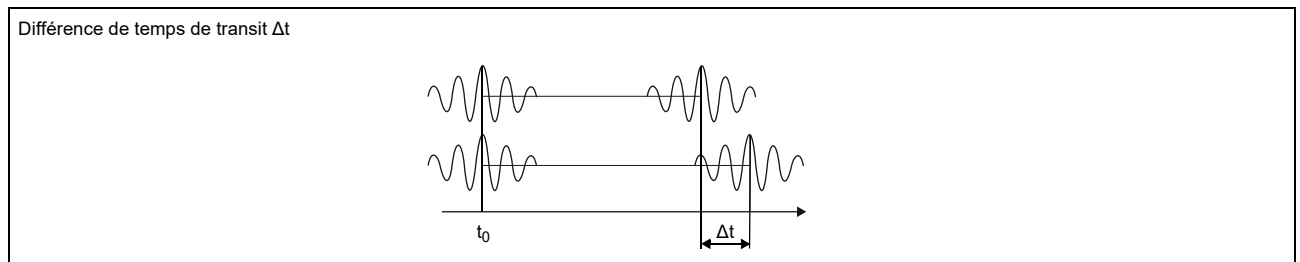 Différence de temps de transit Δt
t0
Δt